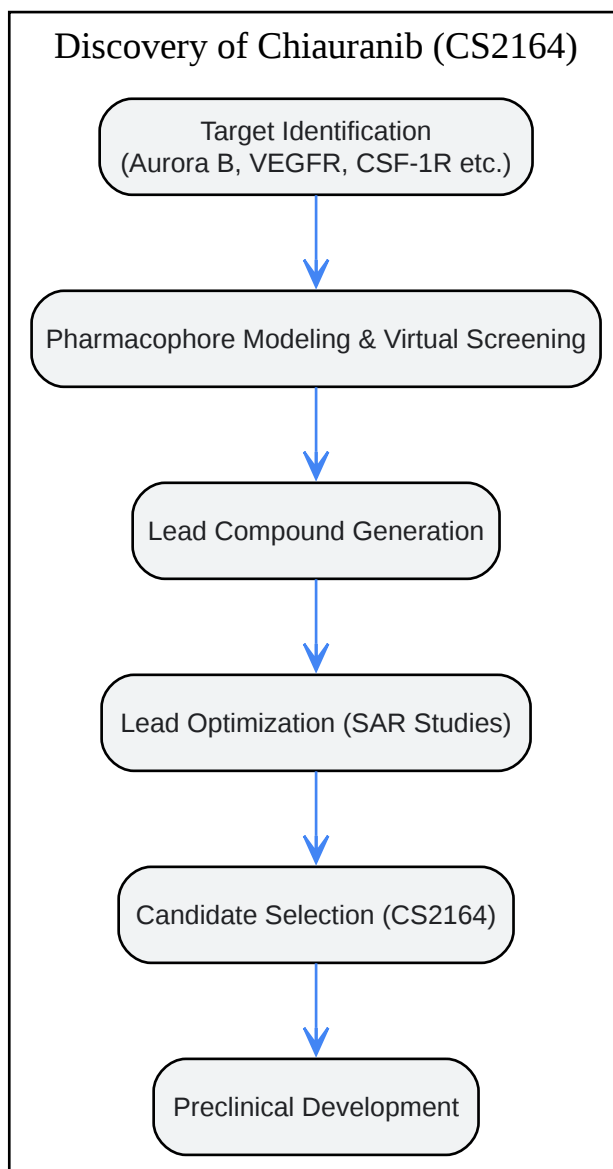 Discovery of Chiauranib (CS2164)
Target Identification
(Aurora B, VEGFR, CSF-1R etc.)
Pharmacophore Modeling & Virtual Screening
Lead Compound Generation
Lead Optimization (SAR Studies)
Candidate Selection (CS2164)
Preclinical Development